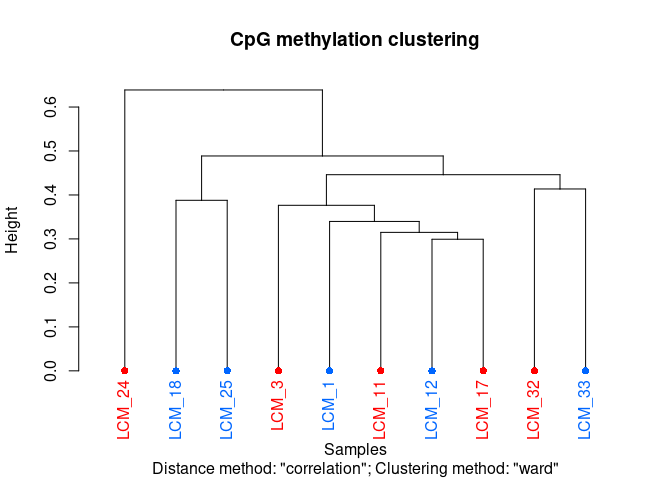 CpG methylation clustering
Height
0.6
0.5
0.4
0.3
0.2
0.1
0.0
LCM_24
LCM_18
LCM_25
LCM_3
LCM_1
LCM_11
LCM_12
LCM_17
LCM_32
LCM_33
Samples
Distance method: "correlation"; Clustering method: "ward"